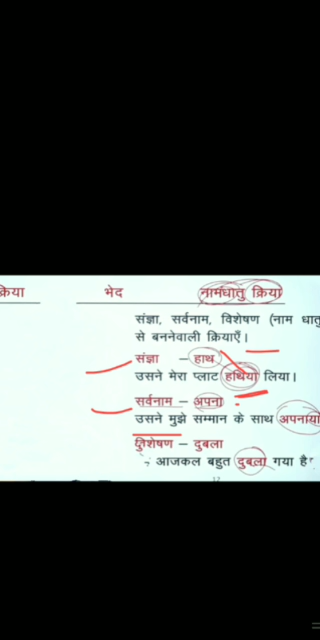 क्रिया भेद नामधातु क्रिया
संज्ञा, सर्वनाम, विशेषण (नाम धातु
से बननेवाली क्रियाएँ।
संज्ञा – हाथ
उसने मेरा प्लाट हथिया लिया।
सर्वनाम – अपना
उसने मुझे सम्मान के साथ अपनाया
विशेषण – दुबला
आजकल बहुत दुबला गया है